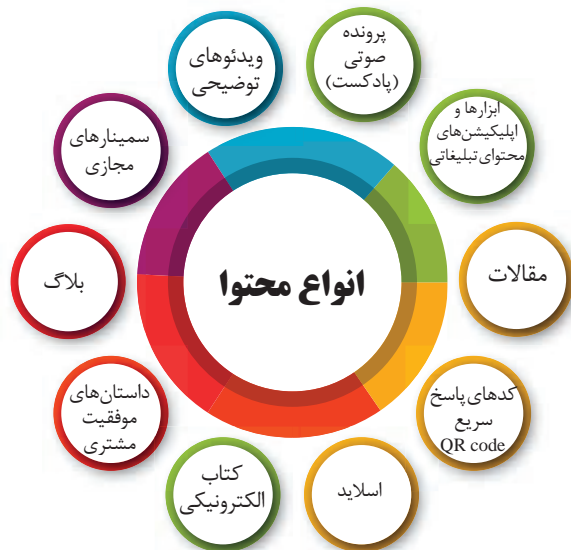 انواع محتوا
پرونده
صوتی
(پادکست)
ابزارها و
اپلیکیشن‌های
محتوای تبلیغاتی
مقالات
کدهای پاسخ
سریع
QR code
اسلاید
کتاب
الکترونیکی
داستان‌های
موفقیت
مشتری
بلاگ
سمینارهای
مجازی
ویدئوهای
توضیحی